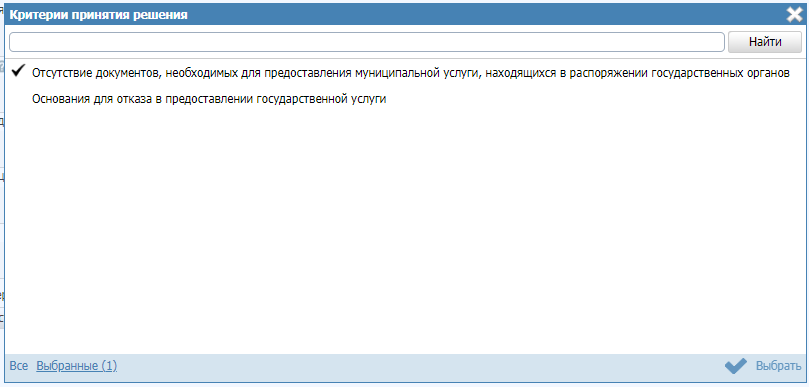 Критерии принятия решения
Найти
Отсутствие документов, необходимых для предоставления муниципальной услуги, находящихся в распоряжении государственных органов
Основания для отказа в предоставлении государственной услуги
Все Выбранные (1) Выбрать